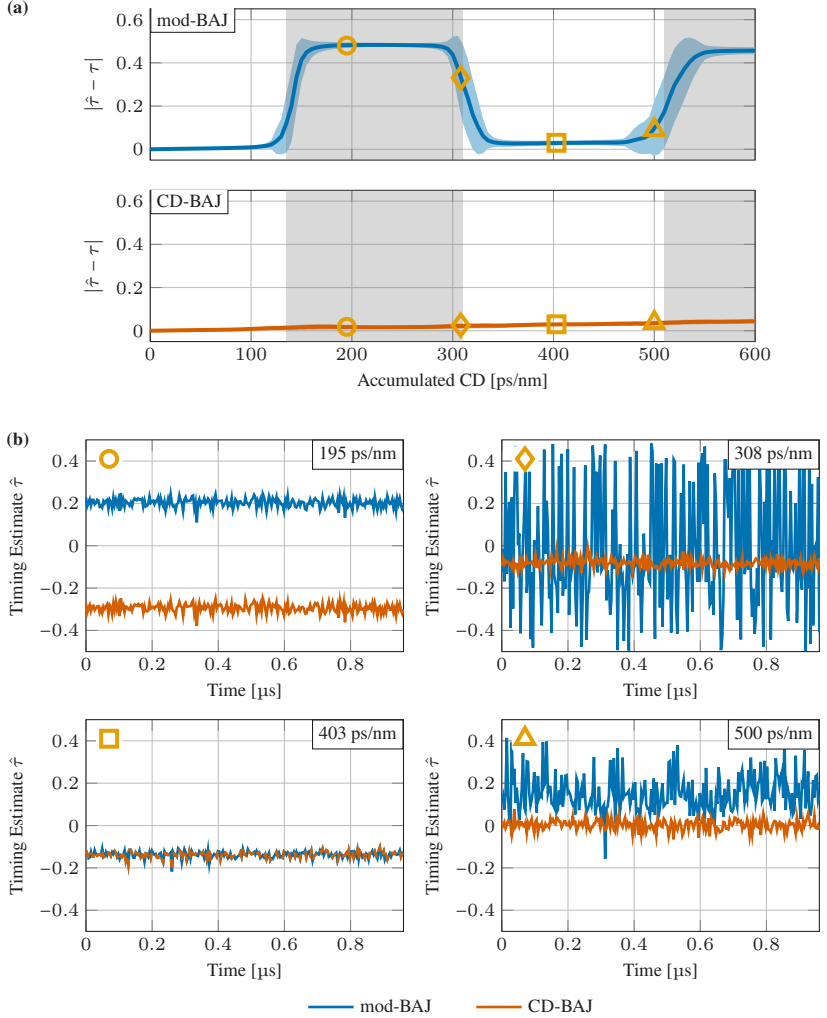 (a)
mod-BAJ
0.6
0.4
0.2
0
|τ̂ − τ|
CD-BAJ
0.6
0.4
0.2
0
|τ̂ − τ|
0 100 200 300 400 500 600
Accumulated CD [ps/nm]
(b)
195 ps/nm
0.4
0.2
0
−0.2
−0.4
Timing Estimate τ̂
0 0.2 0.4 0.6 0.8
Time [µs]
308 ps/nm
0.4
0.2
0
−0.2
−0.4
Timing Estimate τ̂
0 0.2 0.4 0.6 0.8
Time [µs]
403 ps/nm
0.4
0.2
0
−0.2
−0.4
Timing Estimate τ̂
0 0.2 0.4 0.6 0.8
Time [µs]
500 ps/nm
0.4
0.2
0
−0.2
−0.4
Timing Estimate τ̂
0 0.2 0.4 0.6 0.8
Time [µs]
mod-BAJ CD-BAJ